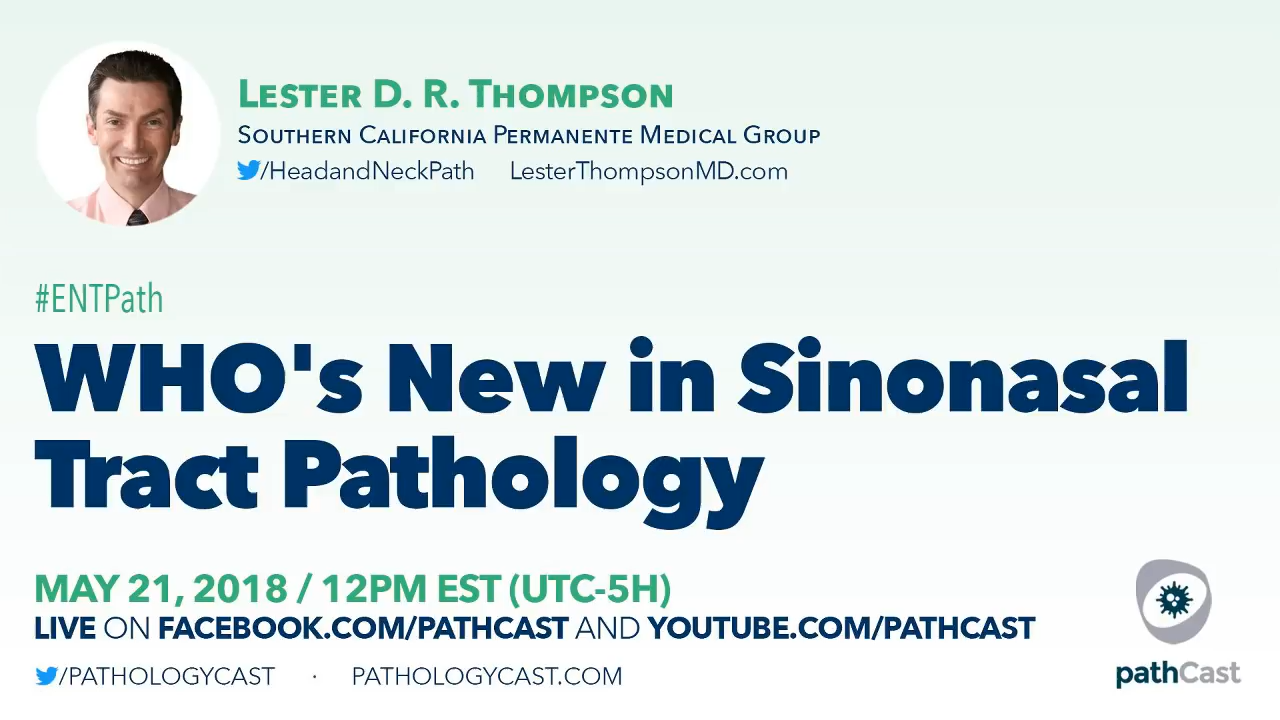 Lester D. R. Thompson
Southern California Permanente Medical Group
/HeadandNeckPath LesterThompsonMD.com
#ENTPath
WHO's New in Sinonasal
Tract Pathology
MAY 21, 2018 / 12PM EST (UTC-5H)
LIVE ON FACEBOOK.COM/PATHCAST AND YOUTUBE.COM/PATHCAST
/PATHOLOGYCAST · PATHOLOGYCAST.COM
pathCast